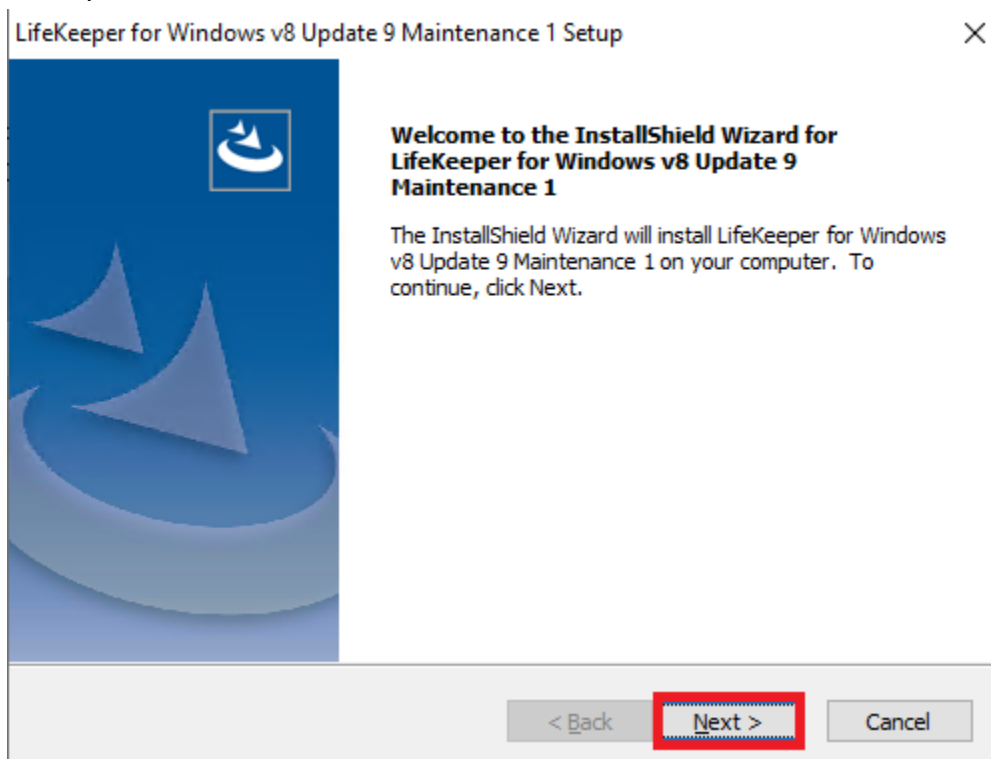 LifeKeeper for Windows v8 Update 9 Maintenance 1 Setup
Welcome to the InstallShield Wizard for
LifeKeeper for Windows v8 Update 9
Maintenance 1
The InstallShield Wizard will install LifeKeeper for Windows
v8 Update 9 Maintenance 1 on your computer. To
continue, click Next.
< Back Next > Cancel